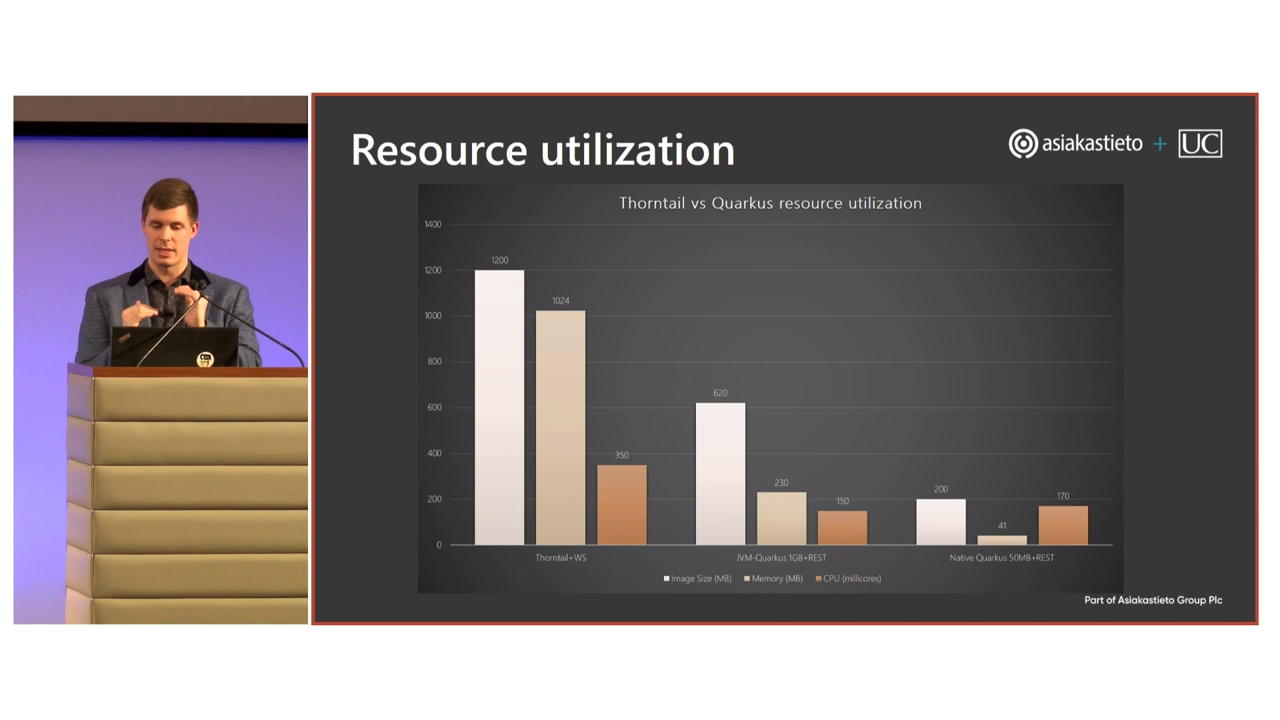 Resource utilization
asiakastieto + UC
Thorntail vs Quarkus resource utilization
1400
1200
1000
800
600
400
200
0
1200
1024
350
620
230
150
200
41
170
Thorntail+WS
JVM-Quarkus 1GB+REST
Native Quarkus 50MB+REST
Image Size (MB) Memory (MB) CPU (millicores)
Part of Asiakastieto Group Plc